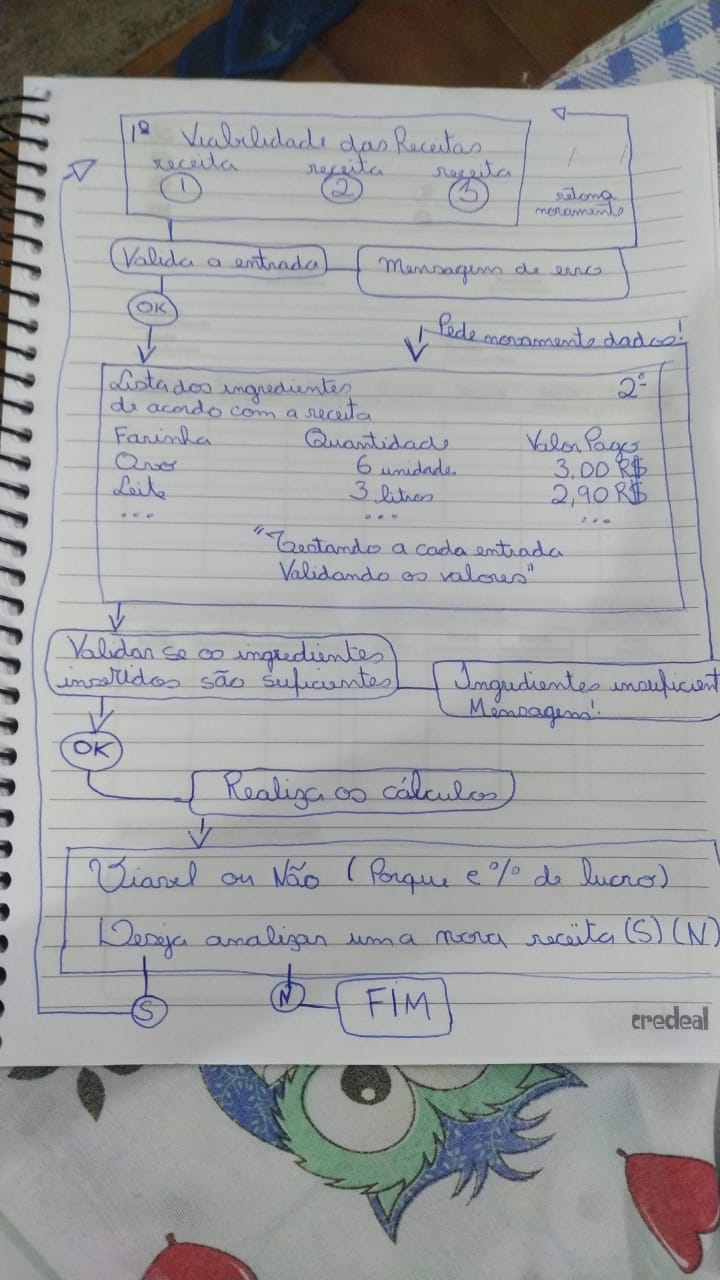 1º Viabilidade das Receitas
receita receita receita
1 2 3
retorna
novamente
Valida a entrada
Mensagem de erro
OK
Pede novamente dados!
Lista dos ingredientes 2º
de acordo com a receita
Farinha Quantidade Valor Pago
Ovo 6 unidade 3,00 R$
Leite 3 litros 2,90 R$
... ... ...
"Testando a cada entrada
Validando os valores"
Validar se os ingredientes
inseridos são suficientes
Ingredientes insuficient
Mensagem!
OK
Realiza os cálculos
Viavel ou Não (Porque e % de lucro)
Deseja analizar uma nova receita (S) (N)
S N FIM
credeal